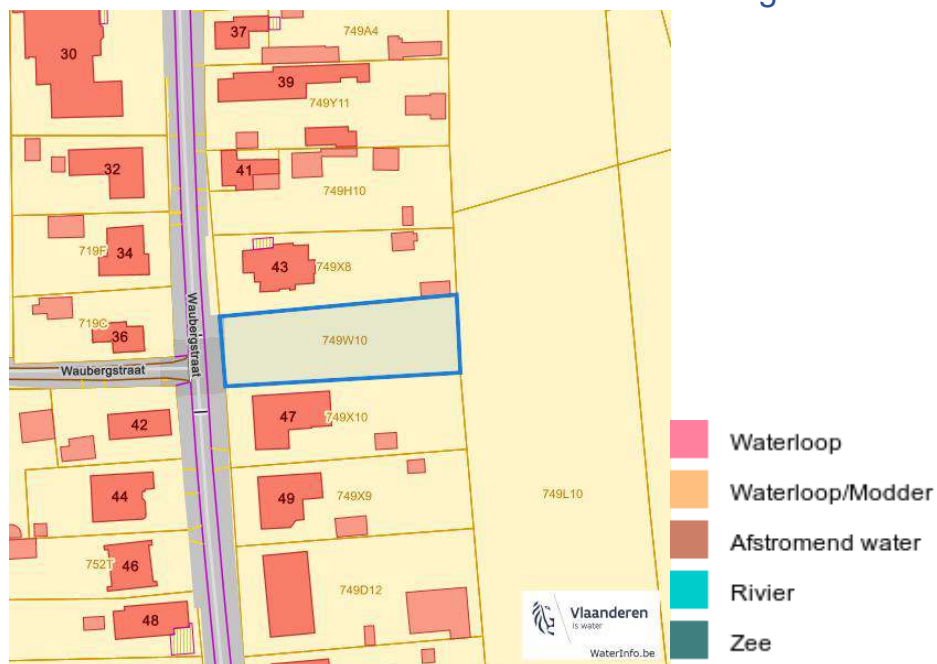 37
749A4
30
39
749Y11
32
41
749H10
719F
34
43
749X8
Waubergstraat
719C
36
749W10
Waubergstraat
42
47
749X10
44
49
749X9
749L10
752T
46
749D12
48
Vlaanderen
is water
WaterInfo.be
Waterloop
Waterloop/Modder
Afstromend water
Rivier
Zee